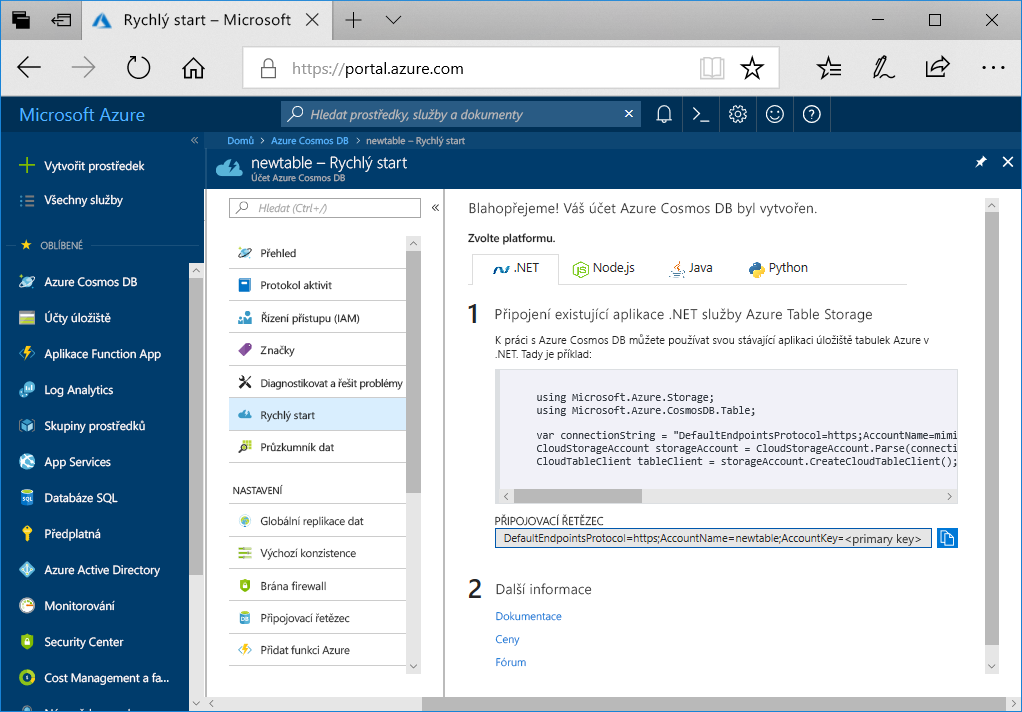 Rychlý start – Microsoft
https://portal.azure.com
Microsoft Azure
Hledat prostředky, služby a dokumenty
Domů > Azure Cosmos DB > newtable – Rychlý start
newtable – Rychlý start
Účet Azure Cosmos DB
Vytvořit prostředek
Všechny služby
OBLÍBENÉ
Azure Cosmos DB
Účty úložiště
Aplikace Function App
Log Analytics
Skupiny prostředků
App Services
Databáze SQL
Předplatná
Azure Active Directory
Monitorování
Security Center
Cost Management a fa...
Hledat (Ctrl+/)
Přehled
Protokol aktivit
Řízení přístupu (IAM)
Značky
Diagnostikovat a řešit problémy
Rychlý start
Průzkumník dat
NASTAVENÍ
Globální replikace dat
Výchozí konzistence
Brána firewall
Připojovací řetězec
Přidat funkci Azure
Blahopřejeme! Váš účet Azure Cosmos DB byl vytvořen.
Zvolte platformu.
.NET Node.js Java Python
1 Připojení existující aplikace .NET služby Azure Table Storage
K práci s Azure Cosmos DB můžete používat svou stávající aplikaci úložiště tabulek Azure v
.NET. Tady je příklad:
using Microsoft.Azure.Storage;
using Microsoft.Azure.CosmosDB.Table;
var connectionString = "DefaultEndpointsProtocol=https;AccountName=mimi
CloudStorageAccount storageAccount = CloudStorageAccount.Parse(connecti
CloudTableClient tableClient = storageAccount.CreateCloudTableClient();
PŘIPOJOVACÍ ŘETĚZEC
DefaultEndpointsProtocol=https;AccountName=newtable;AccountKey=<primary key>
2 Další informace
Dokumentace
Ceny
Fórum